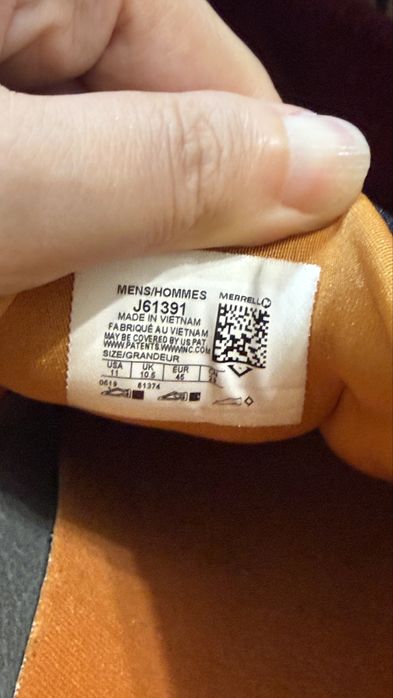 MENS/HOMMES
J61391
MERRELL
MADE IN VIETNAM
FABRIQUÉ AU VIETNAM
MAY BE COVERED BY US PAT
WWW.PATENTS.WWWINC.COM
SIZE/GRANDEUR
USA UK EUR
11 10.5 45
0619 61374